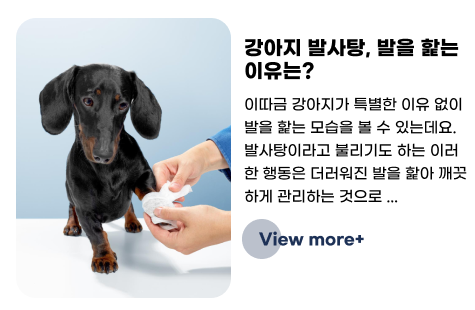 강아지 발사탕, 발을 핥는
이유는?
이따금 강아지가 특별한 이유 없이
발을 핥는 모습을 볼 수 있는데요.
발사탕이라고 불리기도 하는 이러
한 행동은 더러워진 발을 핥아 깨끗
하게 관리하는 것으로 ...
View more+